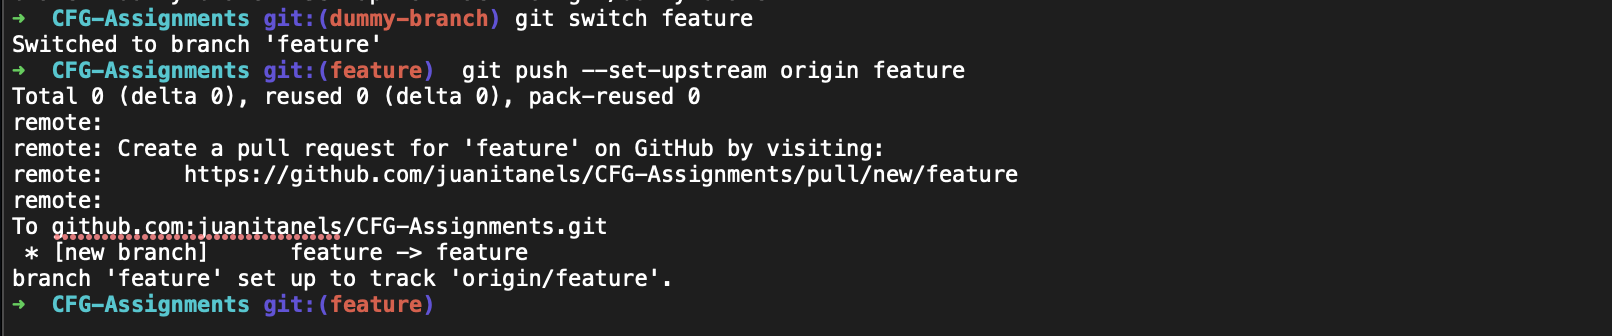 ➜  CFG-Assignments git:(dummy-branch) git switch feature
Switched to branch 'feature'
➜  CFG-Assignments git:(feature)  git push --set-upstream origin feature
Total 0 (delta 0), reused 0 (delta 0), pack-reused 0
remote:
remote: Create a pull request for 'feature' on GitHub by visiting:
remote:      https://github.com/juanitanels/CFG-Assignments/pull/new/feature
remote:
To github.com:juanitanels/CFG-Assignments.git
 * [new branch]      feature -> feature
branch 'feature' set up to track 'origin/feature'.
➜  CFG-Assignments git:(feature)